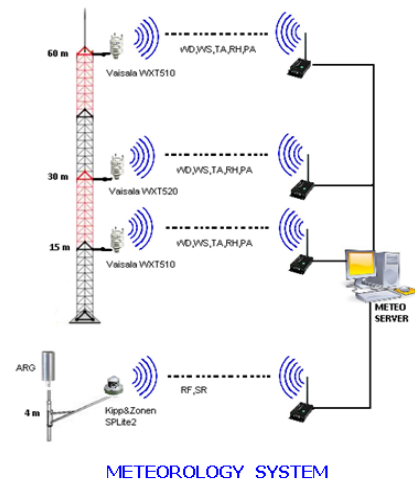 60 m
WD,WS,TA,RH,PA
Vaisala WXT510
30 m
WD,WS,TA,RH,PA
Vaisala WXT520
WD,WS,TA,RH,PA
15 m
Vaisala WXT510
METEO
SERVER
ARG
RF,SR
4 m
Kipp&Zonen
SPLite2
METEOROLOGY SYSTEM